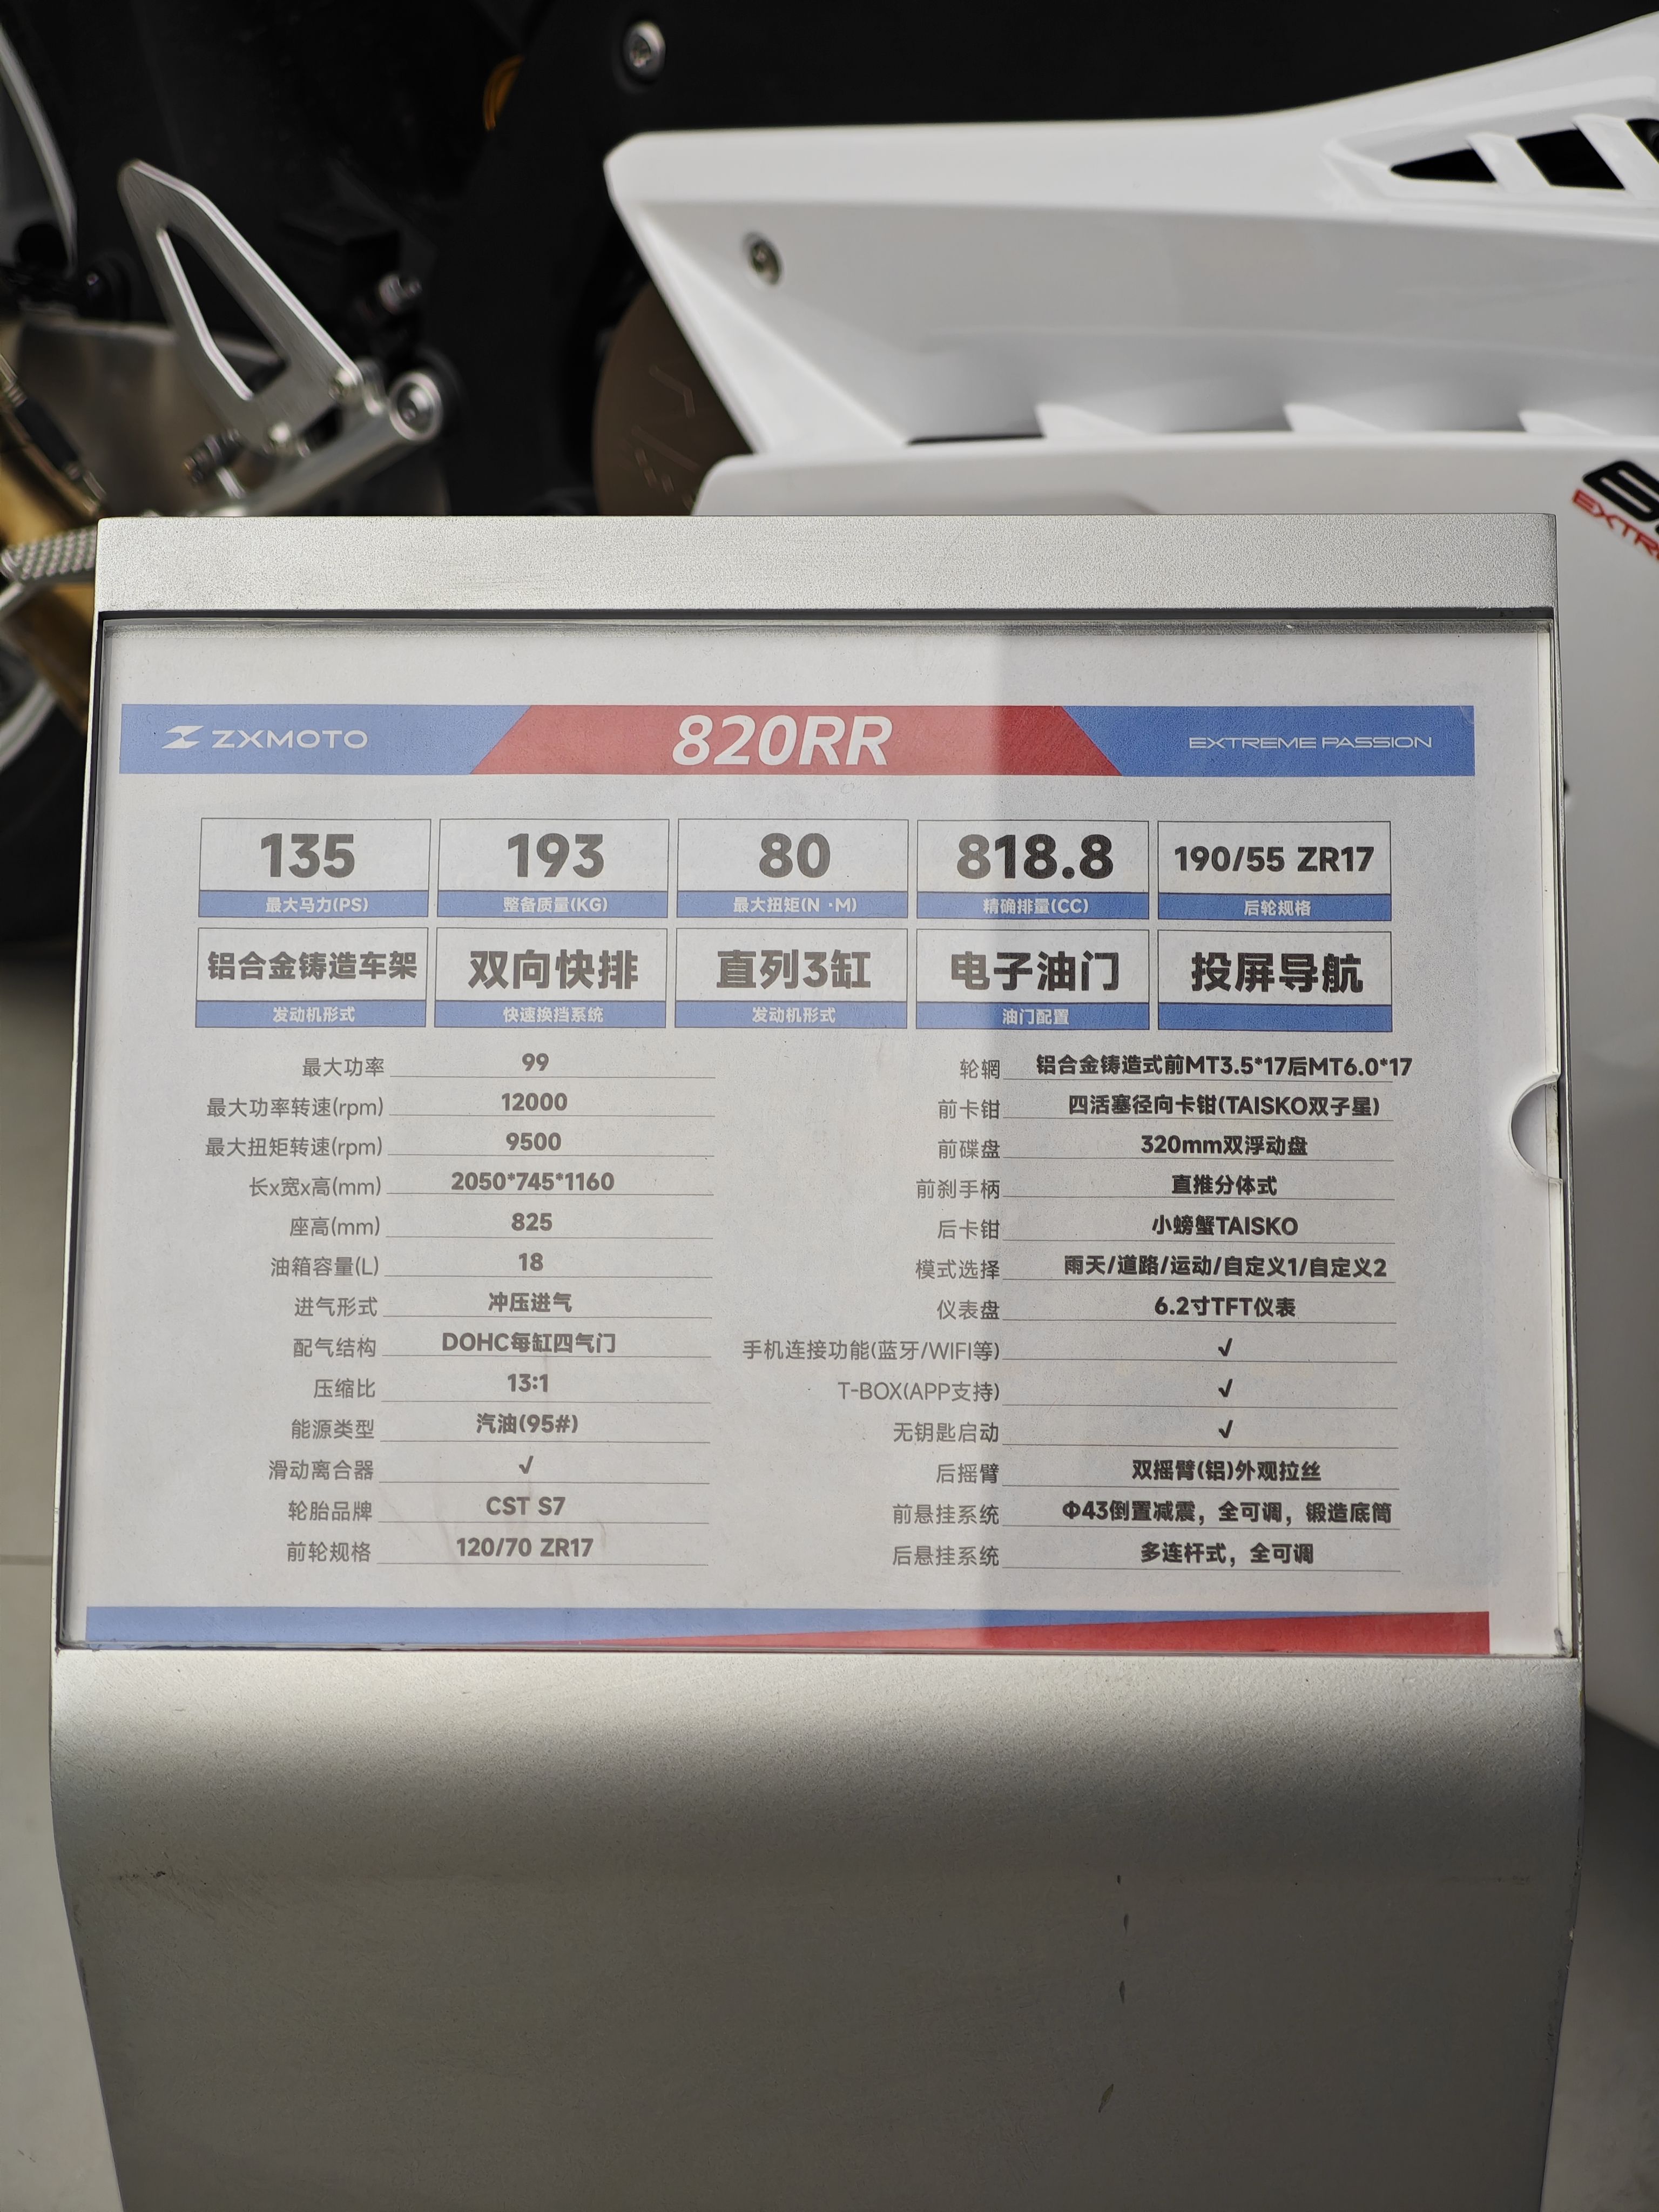 ZXMOTO 820RR EXTREME PASSION
135 193 80 818.8 190/55 ZR17
最大马力(PS) 整备质量(KG) 最大扭矩(N ·M) 精确排量(CC) 后轮规格
铝合金铸造车架 双向快排 直列3缸 电子油门 投屏导航
发动机形式 快速换挡系统 发动机形式 油门配置
最大功率 99
最大功率转速(rpm) 12000
最大扭矩转速(rpm) 9500
长x宽x高(mm) 2050*745*1160
座高(mm) 825
油箱容量(L) 18
进气形式 冲压进气
配气结构 DOHC每缸四气门
压缩比 13:1
能源类型 汽油(95#)
滑动离合器 √
轮胎品牌 CST S7
前轮规格 120/70 ZR17
轮辋 铝合金铸造式前MT3.5*17后MT6.0*17
前卡钳 四活塞径向卡钳(TAISKO双子星)
前碟盘 320mm双浮动盘
前刹手柄 直推分体式
后卡钳 小螃蟹TAISKO
模式选择 雨天/道路/运动/自定义1/自定义2
仪表盘 6.2寸TFT仪表
手机连接功能(蓝牙/WIFI等) √
T-BOX(APP支持) √
无钥匙启动 √
后摇臂 双摇臂(铝)外观拉丝
前悬挂系统 Φ43倒置减震，全可调，锻造底筒
后悬挂系统 多连杆式，全可调